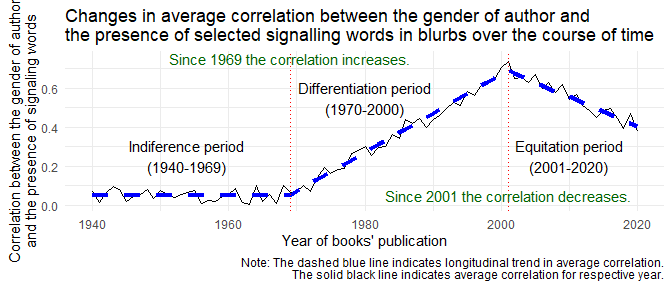 Changes in average correlation between the gender of author and
the presence of selected signalling words in blurbs over the course of time
Correlation between the gender of author
and the presence of signaling words
Since 1969 the correlation increases.
Differentiation period
(1970-2000)
Indiference period
(1940-1969)
Equitation period
(2001-2020)
Since 2001 the correlation decreases.
0.6
0.4
0.2
0.0
1940
1960
1980
2000
2020
Year of books' publication
Note: The dashed blue line indicates longitudinal trend in average correlation.
The solid black line indicates average correlation for respective year.